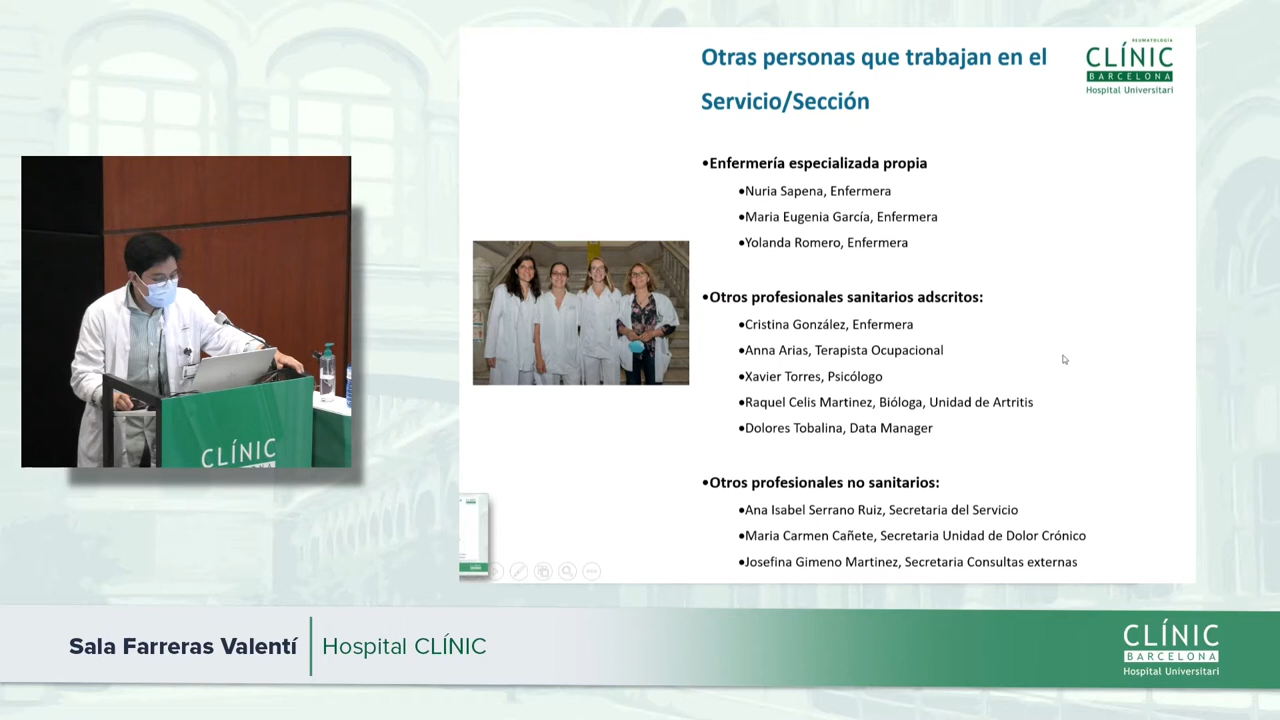 Otras personas que trabajan en el
Servicio/Sección
REUMATOLOGÍA
CLÍNIC
BARCELONA
Hospital Universitari
•Enfermería especializada propia
•Nuria Sapena, Enfermera
•Maria Eugenia García, Enfermera
•Yolanda Romero, Enfermera
•Otros profesionales sanitarios adscritos:
•Cristina González, Enfermera
•Anna Arias, Terapista Ocupacional
•Xavier Torres, Psicólogo
•Raquel Celis Martinez, Bióloga, Unidad de Artritis
•Dolores Tobalina, Data Manager
•Otros profesionales no sanitarios:
•Ana Isabel Serrano Ruiz, Secretaria del Servicio
•Maria Carmen Cañete, Secretaria Unidad de Dolor Crónico
•Josefina Gimeno Martinez, Secretaria Consultas externas
CLÍNIC
BARCELONA
Sala Farreras Valentí
Hospital CLÍNIC
CLÍNIC
BARCELONA
Hospital Universitari